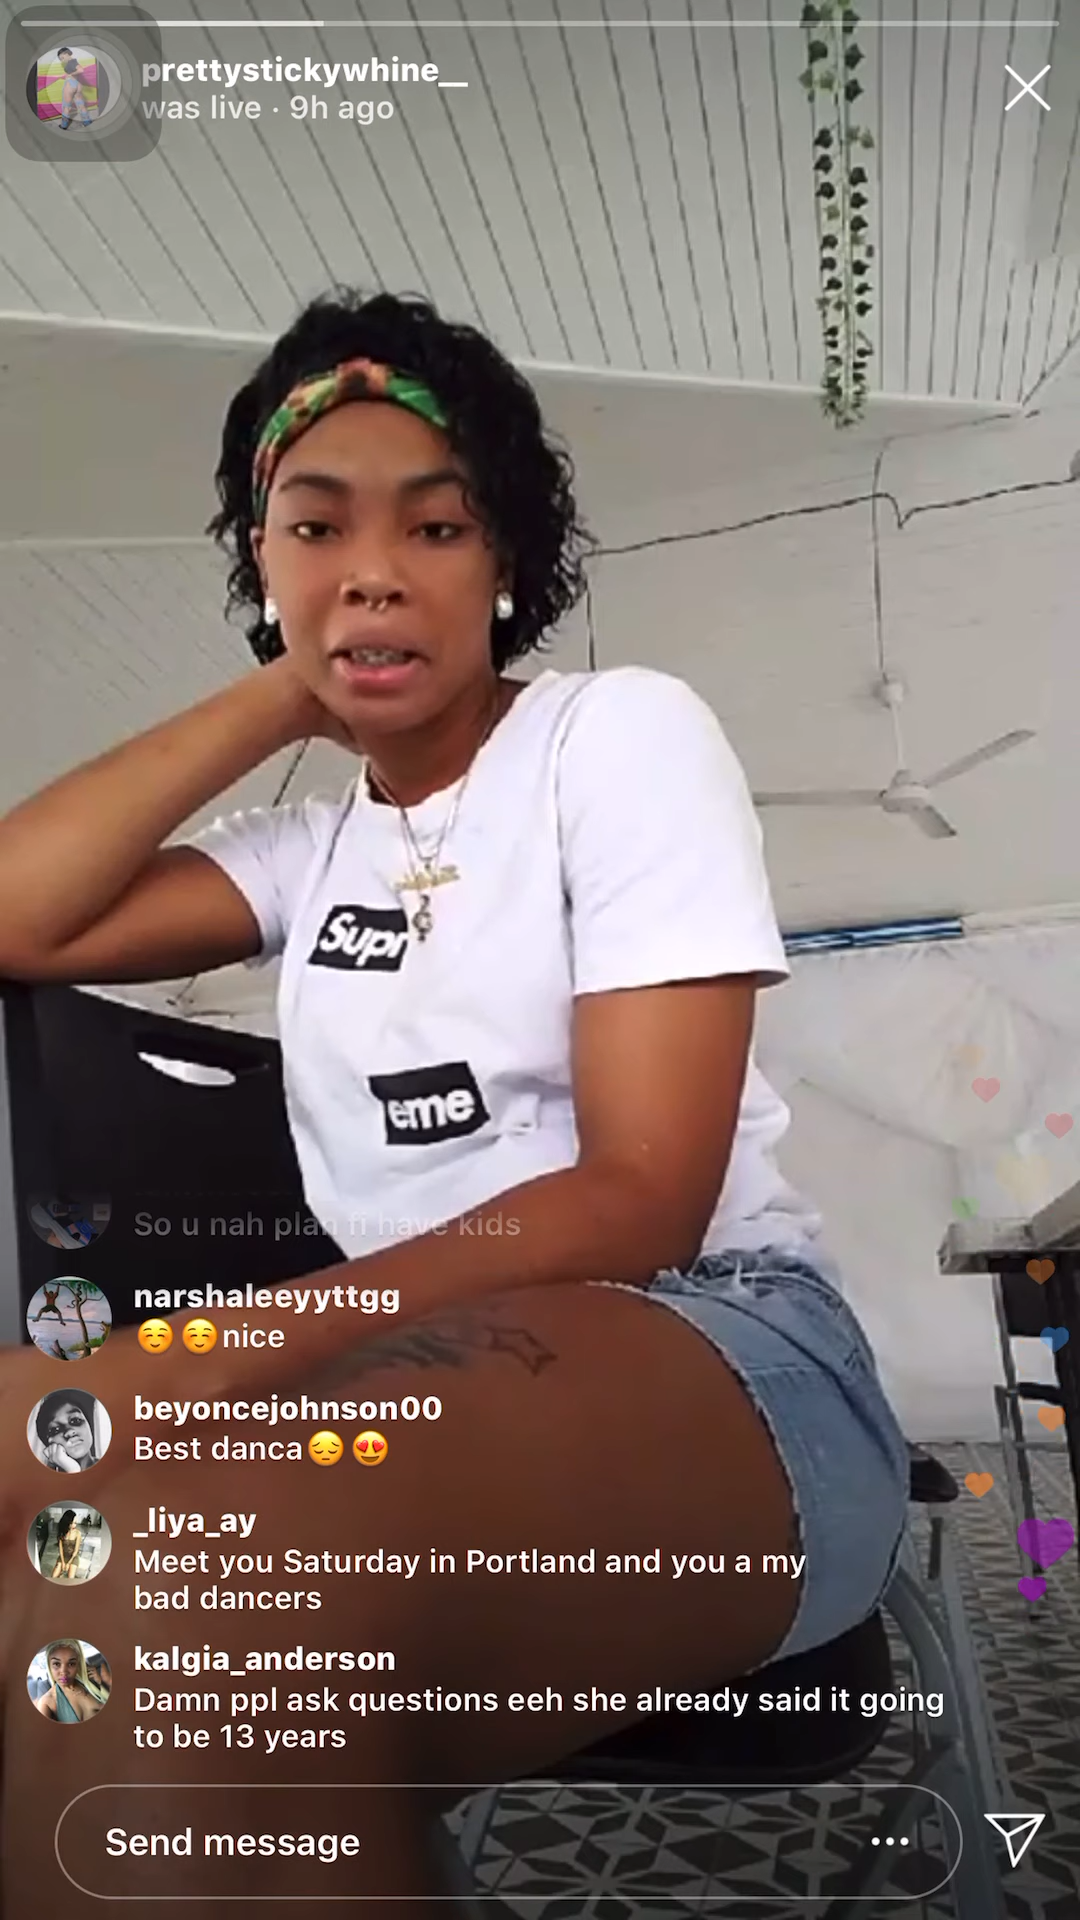 prettystickywhine__
was live · 9h ago
Supr
eme
So u nah plan fi have kids
narshaleeyyttgg
☺️☺️nice
beyoncejohnson00
Best danca😔😍
_liya_ay
Meet you Saturday in Portland and you a my
bad dancers
kalgia_anderson
Damn ppl ask questions eeh she already said it going
to be 13 years
Send message